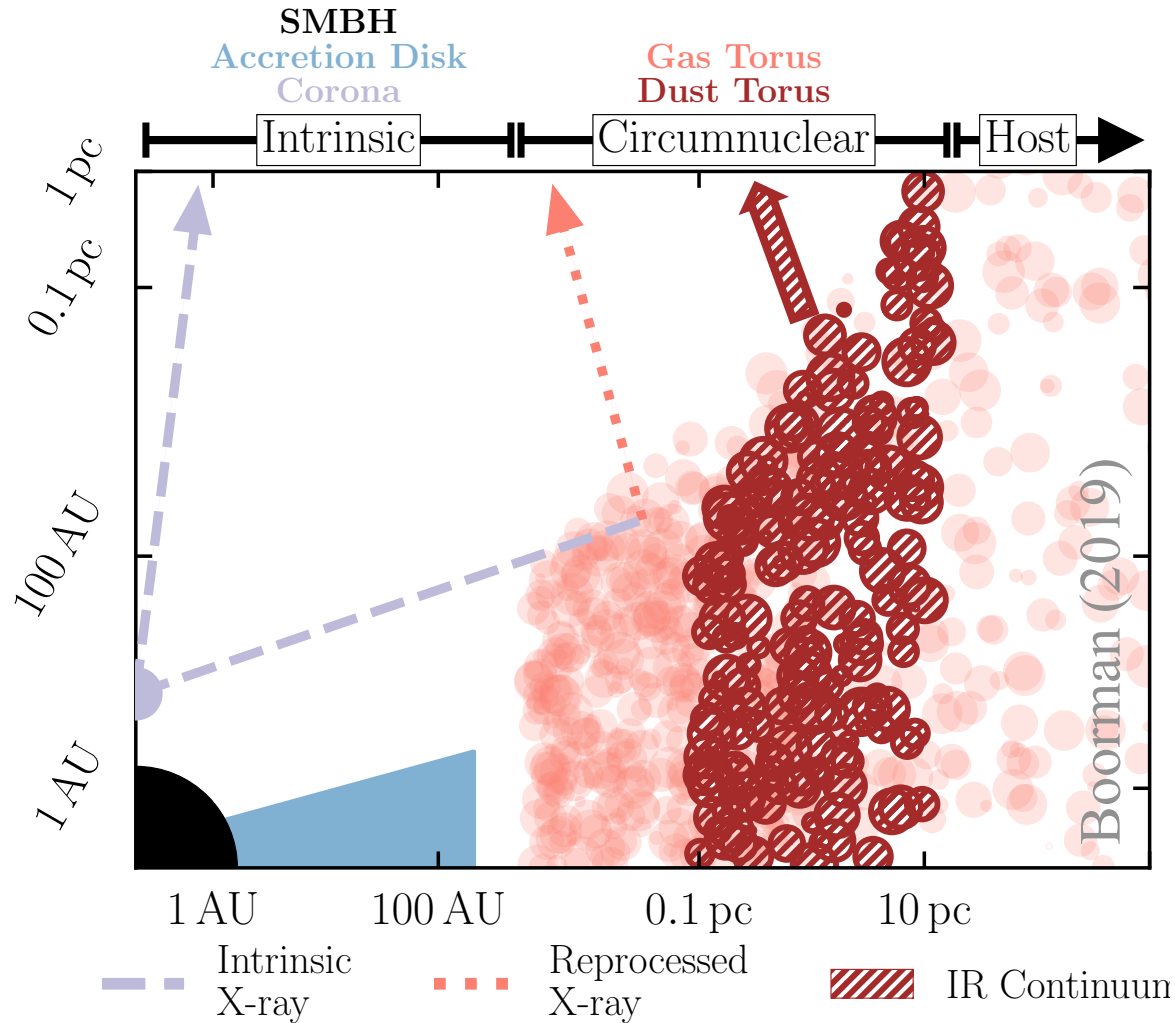 SMBH
Accretion Disk
Corona
Gas Torus
Dust Torus
Intrinsic
Circumnuclear
Host
1 pc
0.1 pc
100 AU
1 AU
Boorman (2019)
1 AU
100 AU
0.1 pc
10 pc
Intrinsic
X-ray
Reprocessed
X-ray
IR Continuum